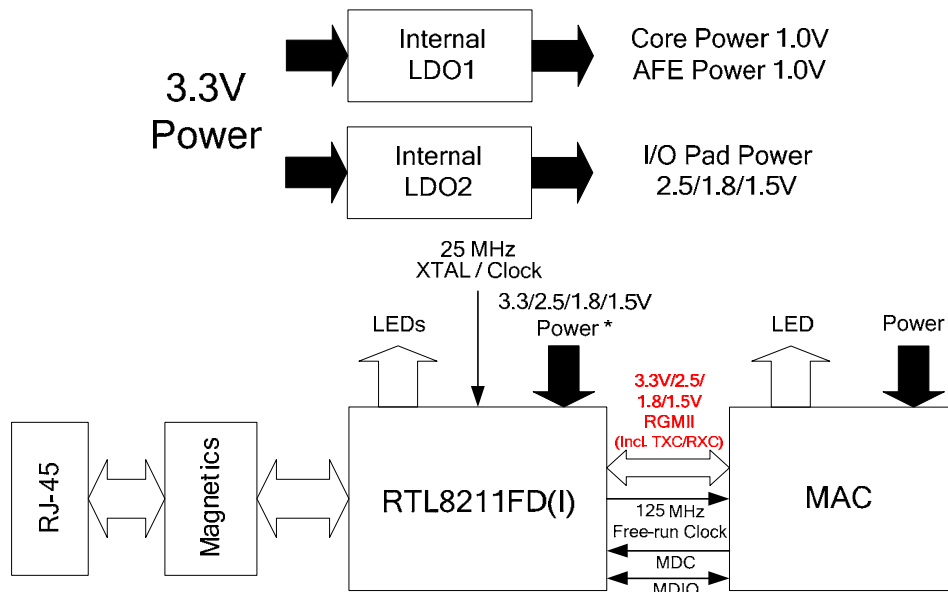 3.3V
Power
Internal
LDO1
Core Power 1.0V
AFE Power 1.0V
Internal
LDO2
I/O Pad Power
2.5/1.8/1.5V
25 MHz
XTAL / Clock
3.3/2.5/1.8/1.5V
Power *
LEDs
LED
Power
3.3V/2.5/
1.8/1.5V
RGMII
(Incl. TXC/RXC)
RJ-45
Magnetics
RTL8211FD(I)
MAC
125 MHz
Free-run Clock
MDC
MDIO